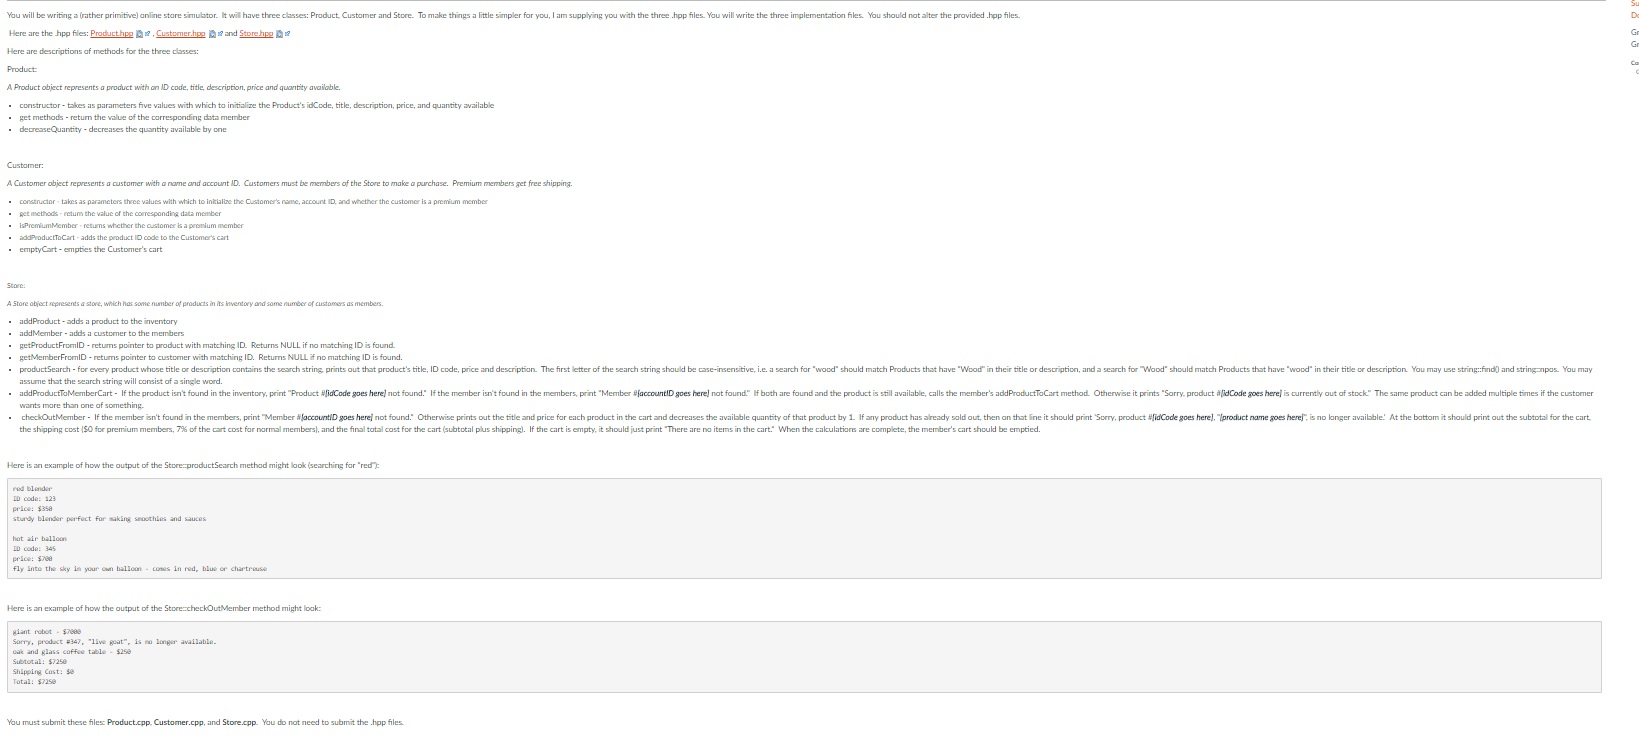 You will be writing a (rather primitive) online store simulator.  It will have three classes: Product, Customer and Store.  To make things a little simpler for you, I am supplying you with the three .hpp files. You will write the three implementation files.  You should not alter the provided .hpp files.
Here are the .hpp files: Product.hpp , Customer.hpp and Store.hpp
Here are descriptions of methods for the three classes:
Product:
A Product object represents a product with an ID code, title, description, price and quantity available.
• constructor - takes as parameters five values with which to initialize the Product's idCode, title, description, price, and quantity available
• get methods - return the value of the corresponding data member
• decreaseQuantity - decreases the quantity available by one
Customer:
A Customer object represents a customer with a name and account ID.  Customers must be members of the Store to make a purchase.  Premium members get free shipping.
• constructor - takes as parameters three values with which to initialize the Customer's name, account ID, and whether the customer is a premium member
• get methods - return the value of the corresponding data member
• isPremiumMember - returns whether the customer is a premium member
• addProductToCart - adds the product ID code to the Customer's cart
• emptyCart - empties the Customer's cart
Store:
A Store object represents a store, which has some number of products in its inventory and some number of customers as members.
• addProduct - adds a product to the inventory
• addMember - adds a customer to the members
• getProductFromID - returns pointer to product with matching ID.  Returns NULL if no matching ID is found.
• getMemberFromID - returns pointer to customer with matching ID.  Returns NULL if no matching ID is found.
• productSearch - for every product whose title or description contains the search string, prints out that product's title, ID code, price and description.  The first letter of the search string should be case-insensitive, i.e. a search for "wood" should match Products that have "Wood" in their title or description, and a search for "Wood" should match Products that have "wood" in their title or description.  You may use string::find() and string::npos.  You may
assume that the search string will consist of a single word.
• addProductToMemberCart -  If the product isn't found in the inventory, print "Product #[idCode goes here] not found."  If the member isn't found in the members, print "Member #[accountID goes here] not found."  If both are found and the product is still available, calls the member's addProductToCart method.  Otherwise it prints "Sorry, product #[idCode goes here] is currently out of stock."  The same product can be added multiple times if the customer
wants more than one of something.
• checkOutMember -  If the member isn't found in the members, print "Member #[accountID goes here] not found."  Otherwise prints out the title and price for each product in the cart and decreases the available quantity of that product by 1.  If any product has already sold out, then on that line it should print 'Sorry, product #[idCode goes here], "[product name goes here]", is no longer available.'  At the bottom it should print out the subtotal for the cart,
the shipping cost ($0 for premium members, 7% of the cart cost for normal members), and the final total cost for the cart (subtotal plus shipping).  If the cart is empty, it should just print "There are no items in the cart."  When the calculations are complete, the member's cart should be emptied.
Here is an example of how the output of the Store::productSearch method might look (searching for "red"):
red blender
ID code: 123
price: $350
sturdy blender perfect for making smoothies and sauces
hot air balloon
ID code: 345
price: $700
fly into the sky in your own balloon - comes in red, blue or chartreuse
Here is an example of how the output of the Store::checkOutMember method might look:
giant robot - $7000
Sorry, product #347, "live goat", is no longer available.
oak and glass coffee table - $250
Subtotal: $7250
Shipping Cost: $0
Total: $7250
You must submit these files: Product.cpp, Customer.cpp, and Store.cpp.  You do not need to submit the .hpp files.